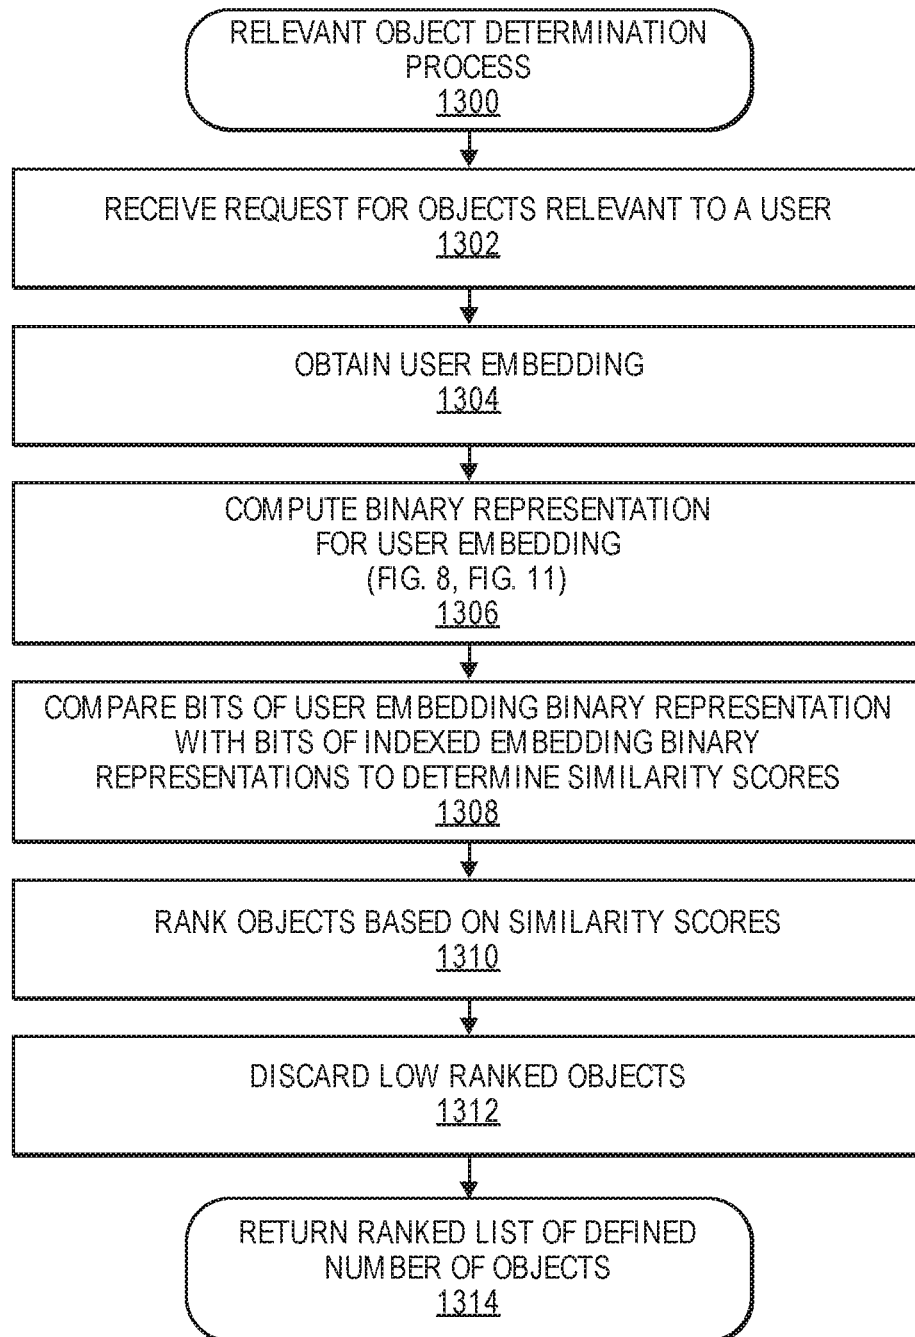 RELEVANT OBJECT DETERMINATION
PROCESS
1300
RECEIVE REQUEST FOR OBJECTS RELEVANT TO A USER
1302
OBTAIN USER EMBEDDING
1304
COMPUTE BINARY REPRESENTATION
FOR USER EMBEDDING
(FIG. 8, FIG. 11)
1306
COMPARE BITS OF USER EMBEDDING BINARY REPRESENTATION
WITH BITS OF INDEXED EMBEDDING BINARY
REPRESENTATIONS TO DETERMINE SIMILARITY SCORES
1308
RANK OBJECTS BASED ON SIMILARITY SCORES
1310
DISCARD LOW RANKED OBJECTS
1312
RETURN RANKED LIST OF DEFINED
NUMBER OF OBJECTS
1314